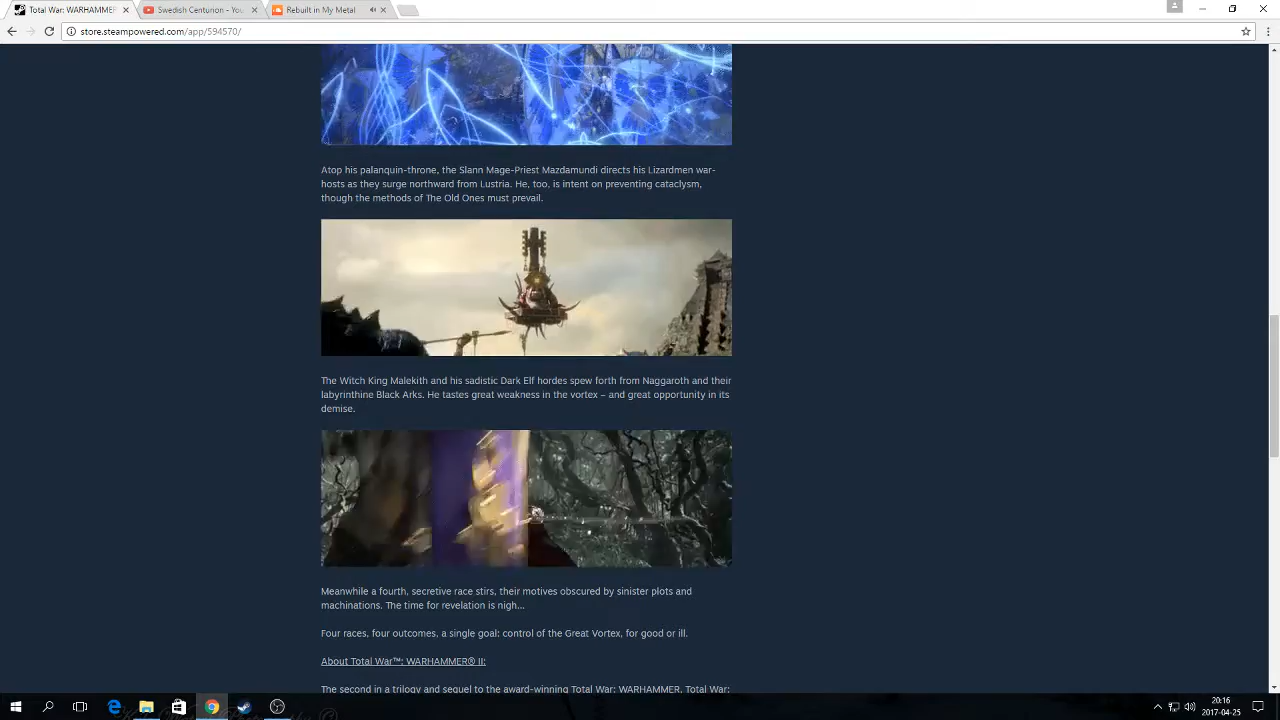 Total War: WARHAMMER
Swedish Centurion - You
Rebuilt in My Metal
store.steampowered.com/app/594570/
Atop his palanquin-throne, the Slann Mage-Priest Mazdamundi directs his Lizardmen war-
hosts as they surge northward from Lustria. He, too, is intent on preventing cataclysm,
though the methods of The Old Ones must prevail.
The Witch King Malekith and his sadistic Dark Elf hordes spew forth from Naggaroth and their
labyrinthine Black Arks. He tastes great weakness in the vortex – and great opportunity in its
demise.
Meanwhile a fourth, secretive race stirs, their motives obscured by sinister plots and
machinations. The time for revelation is nigh...
Four races, four outcomes, a single goal: control of the Great Vortex, for good or ill.
About Total War™: WARHAMMER® II:
The second in a trilogy and sequel to the award-winning Total War: WARHAMMER, Total War:
20:16
2017-04-25